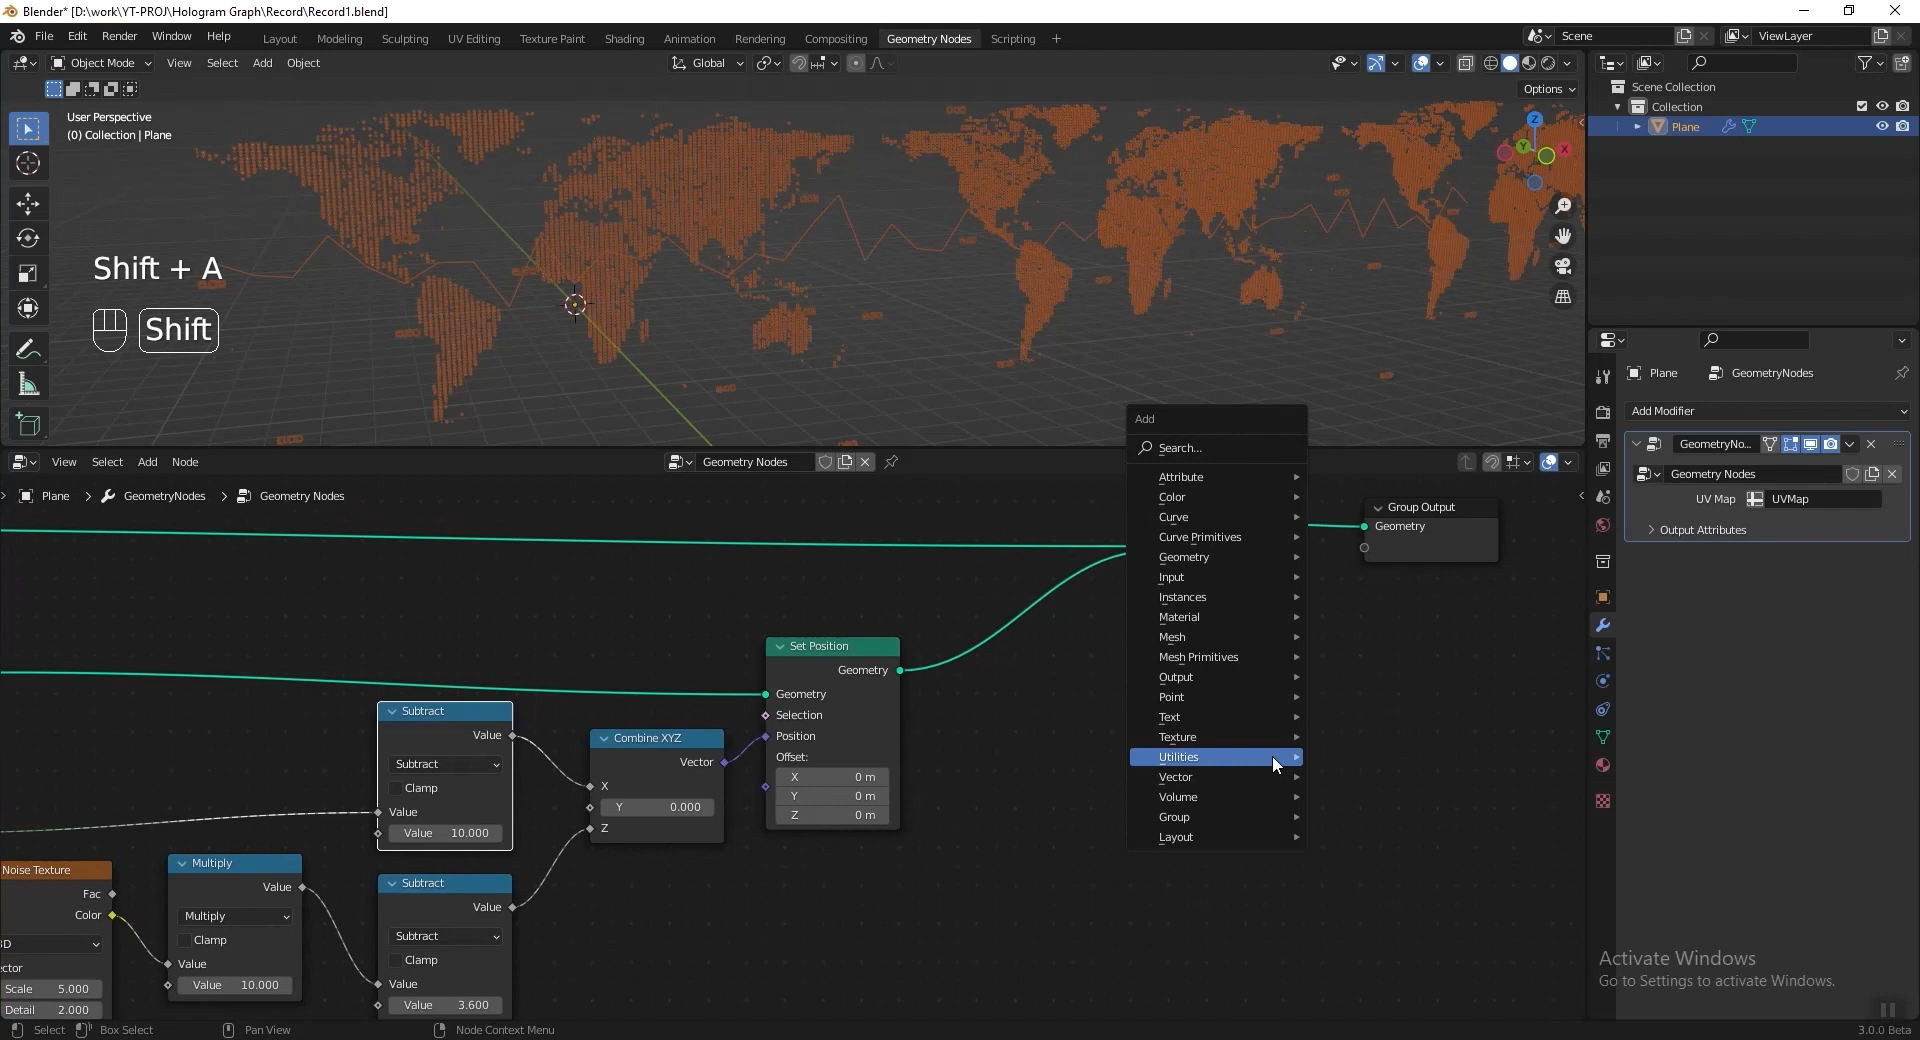 Blender* [D:\work\YT-PROJ\Hologram Graph\Record\Record1.blend]
File Edit Render Window Help Layout Modeling Sculpting UV Editing Texture Paint Shading Animation Rendering Compositing Geometry Nodes Scripting + Scene ViewLayer
Object Mode View Select Add Object Global
Options
User Perspective
(0) Collection | Plane
Scene Collection
Collection
Plane
Z
Y
X
Shift + A
Shift
Plane GeometryNodes
Add Modifier
GeometryNo...
Geometry Nodes
UV Map UVMap
Output Attributes
View Select Add Node Geometry Nodes
Plane GeometryNodes Geometry Nodes
Add
Search...
Attribute
Color
Curve
Curve Primitives
Geometry
Input
Instances
Material
Mesh
Mesh Primitives
Output
Point
Text
Texture
Utilities
Vector
Volume
Group
Layout
Group Output
Geometry
Set Position
Geometry
Geometry
Selection
Position
Offset:
X 0 m
Y 0 m
Z 0 m
Subtract
Value
Subtract
Clamp
Value
Value 10.000
Combine XYZ
Vector
X
Y 0.000
Z
Noise Texture
Fac
Color
D
ctor
Scale 5.000
Detail 2.000
Multiply
Value
Multiply
Clamp
Value
Value 10.000
Subtract
Value
Subtract
Clamp
Value
Value 3.600
Activate Windows
Go to Settings to activate Windows.
Select Box Select Pan View Node Context Menu 3.0.0 Beta